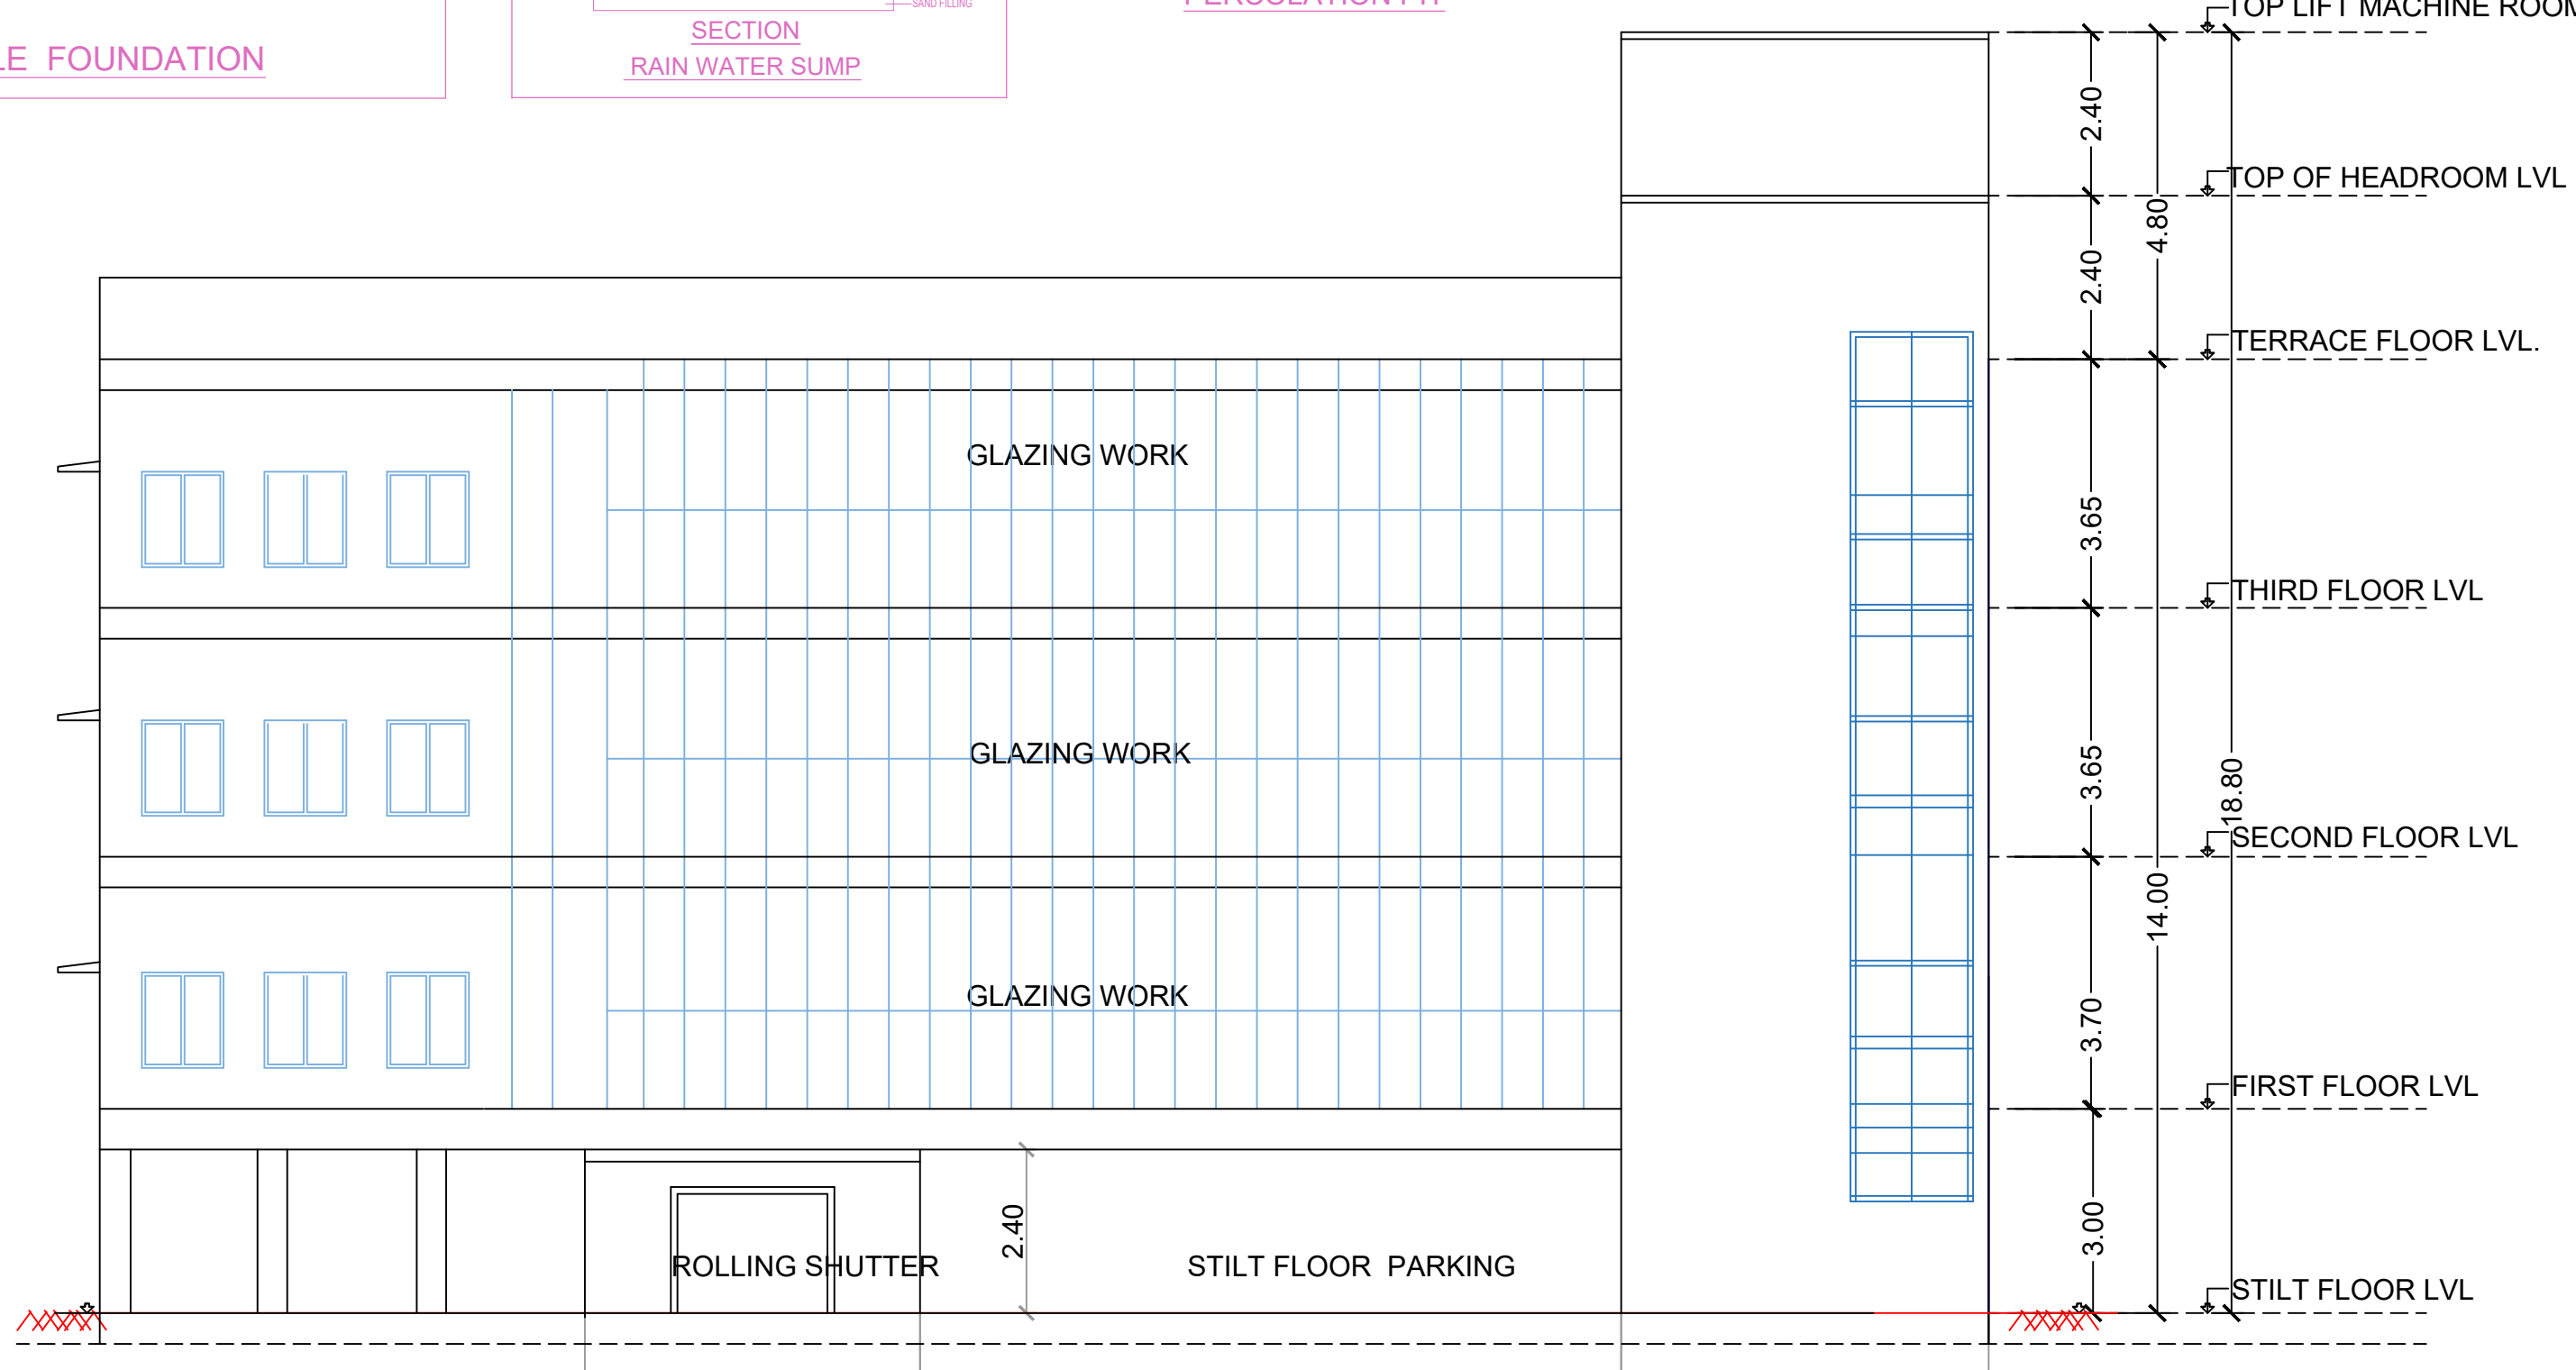 SAND FILLING
SECTION
RAIN WATER SUMP
FOUNDATION
TOP LIFT MACHINE ROOM
2.40
TOP OF HEADROOM LVL
4.80
2.40
TERRACE FLOOR LVL.
GLAZING WORK
3.65
THIRD FLOOR LVL
GLAZING WORK
3.65
18.80
SECOND FLOOR LVL
14.00
GLAZING WORK
3.70
FIRST FLOOR LVL
2.40
3.00
ROLLING SHUTTER
STILT FLOOR PARKING
STILT FLOOR LVL